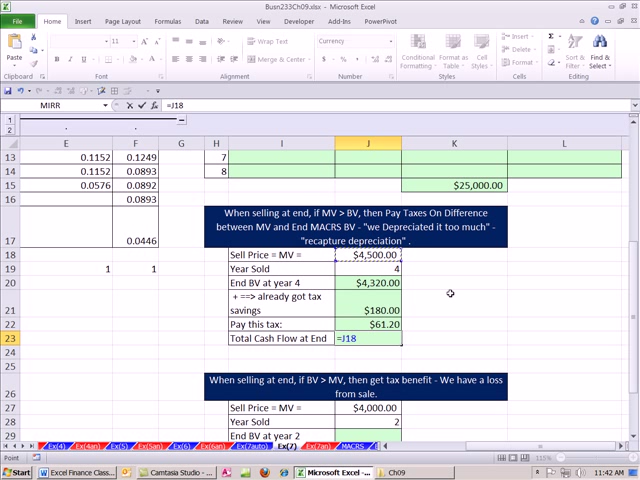 Busn233Ch09.xlsx - Microsoft Excel
File Home Insert Page Layout Formulas Data Review View Developer Add-Ins PowerPivot
11 Wrap Text Currency Insert
Paste B I U Merge & Center $ % , Conditional Formatting Format as Table Cell Styles Delete Format Sort & Filter Find & Select
Clipboard Font Alignment Number Styles Cells Editing
MIRR =J18
1
2
E F G H I J K L
13 0.1152 0.1249 7
14 0.1152 0.0893 8
15 0.0576 0.0892 $25,000.00
16 0.0893
When selling at end, if MV > BV, then Pay Taxes On Difference
between MV and End MACRS BV - "we Depreciated it too much" -
17 0.0446 "recapture depreciation" .
18 Sell Price = MV = $4,500.00
19 1 1 Year Sold 4
20 End BV at year 4 $4,320.00
+ ==> already got tax
21 savings $180.00
22 Pay this tax: $61.20
23 Total Cash Flow at End =J18
24
25
When selling at end, if BV > MV, then get tax benefit - We have a loss
26 from sale.
27 Sell Price = MV = $4,000.00
28 Year Sold 2
29 End BV at year 2
Ex(4) Ex(4an) Ex(5) Ex(5an) Ex(6) Ex(6an) Ex(7auto) Ex(7) Ex(7an) MACRS
Point 115%
Start Excel Finance Class... Camtasia Studio - ... Microsoft Excel -... Ch09 11:42 AM